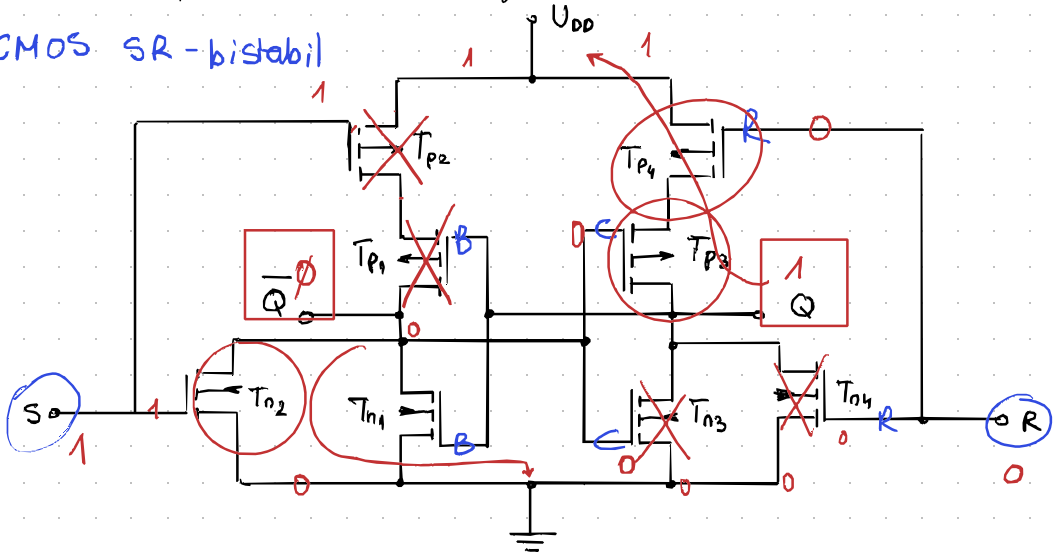 U_DD
CMOS SR-bistabil
1 1 1
T_p2
T_p4 R 0
T_p1 B 0 C T_p3
0
Q̅ 1
Q
0
S 1 T_n2 T_n1 B C T_n3 T_n4 R R
1 0 0 0
0 0 0